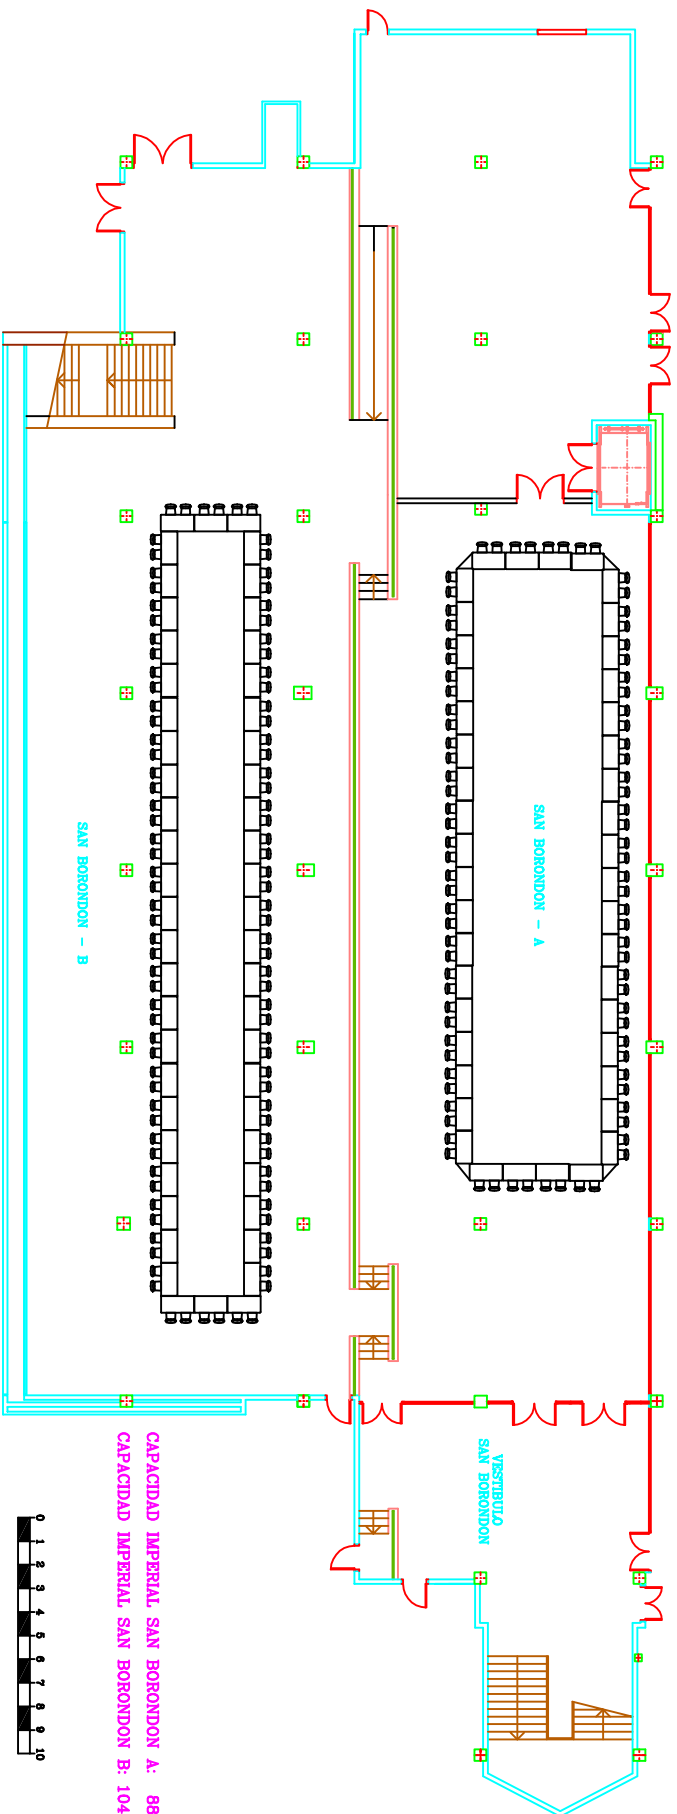 SAN BORONDON - A
SAN BORONDON - B
VESTIBULO
SAN BORONDON
CAPACIDAD IMPERIAL SAN BORONDON A: 88
CAPACIDAD IMPERIAL SAN BORONDON B: 104
0 1 2 3 4 5 6 7 8 9 10